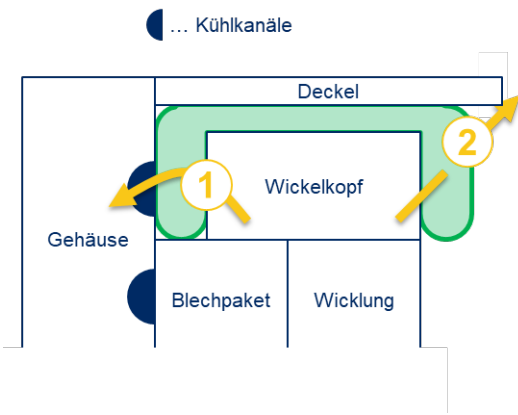 ... Kühlkanäle
Deckel
2
1
Wickelkopf
Gehäuse
Blechpaket
Wicklung